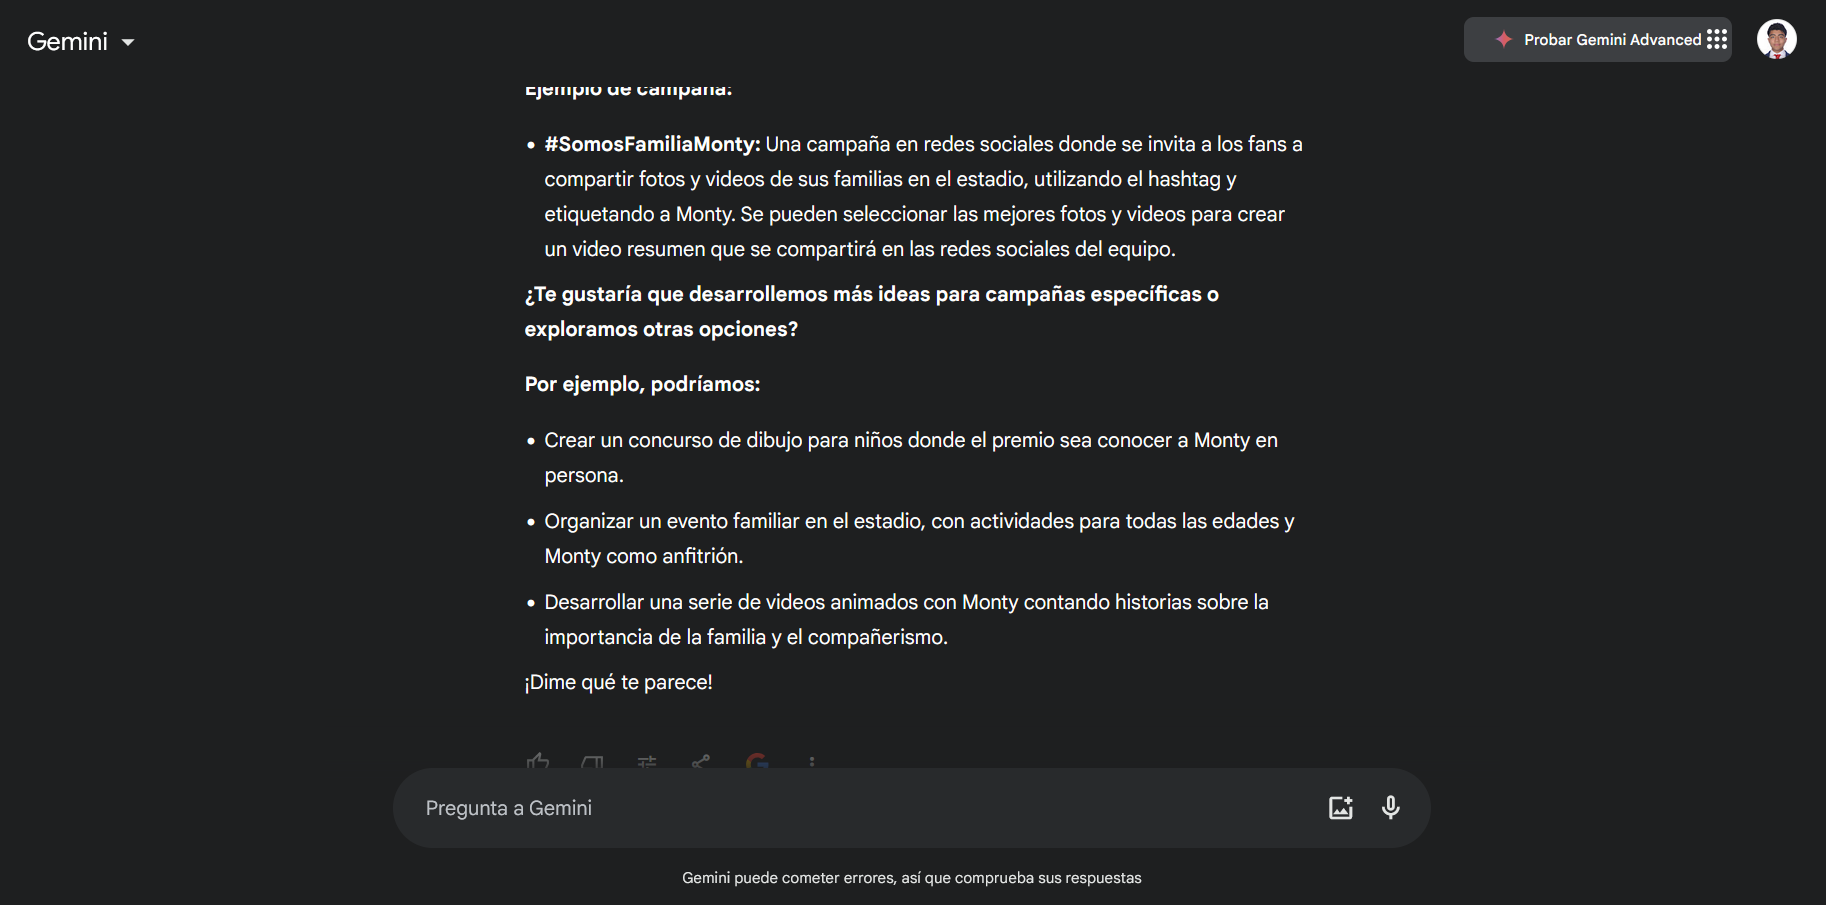 Gemini
Probar Gemini Advanced
Ejemplo de campaña:
• #SomosFamiliaMonty: Una campaña en redes sociales donde se invita a los fans a
compartir fotos y videos de sus familias en el estadio, utilizando el hashtag y
etiquetando a Monty. Se pueden seleccionar las mejores fotos y videos para crear
un video resumen que se compartirá en las redes sociales del equipo.
¿Te gustaría que desarrollemos más ideas para campañas específicas o
exploramos otras opciones?
Por ejemplo, podríamos:
• Crear un concurso de dibujo para niños donde el premio sea conocer a Monty en
persona.
• Organizar un evento familiar en el estadio, con actividades para todas las edades y
Monty como anfitrión.
• Desarrollar una serie de videos animados con Monty contando historias sobre la
importancia de la familia y el compañerismo.
¡Dime qué te parece!
Pregunta a Gemini
Gemini puede cometer errores, así que comprueba sus respuestas